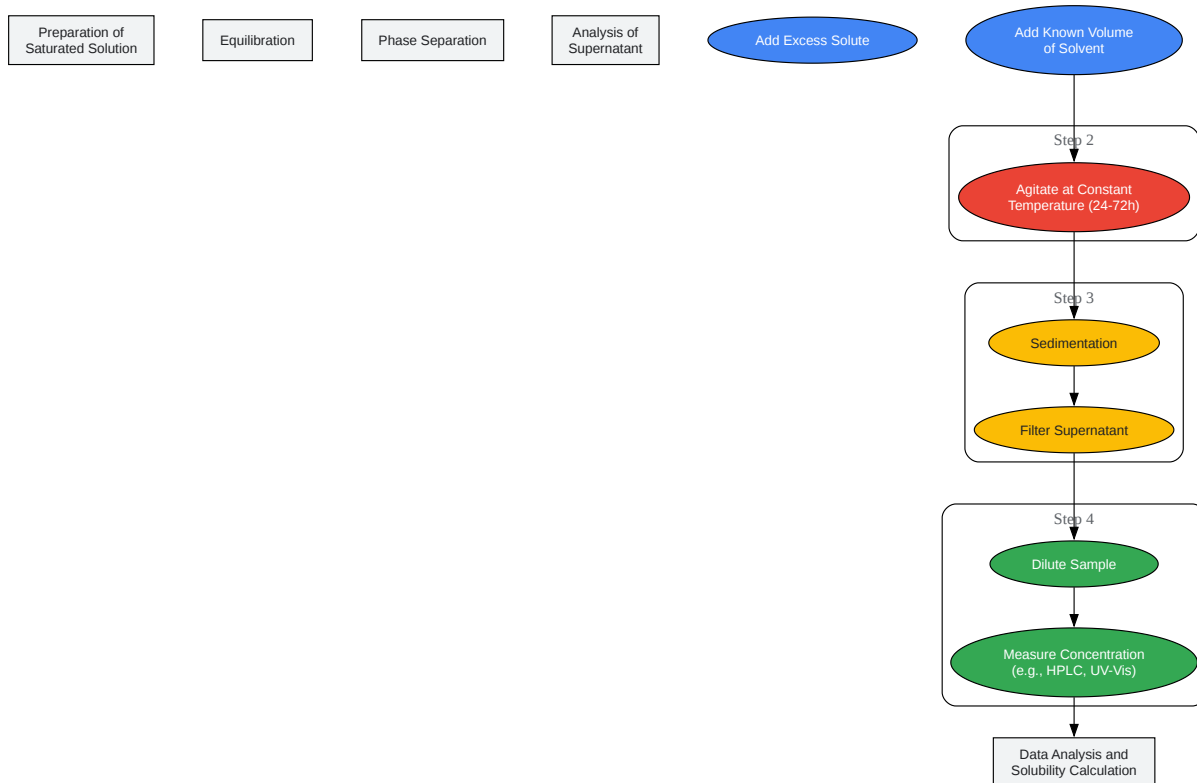 Preparation of
Saturated Solution
Equilibration
Phase Separation
Analysis of
Supernatant
Add Excess Solute
Add Known Volume
of Solvent
Step 2
Agitate at Constant
Temperature (24-72h)
Step 3
Sedimentation
Filter Supernatant
Step 4
Dilute Sample
Measure Concentration
(e.g., HPLC, UV-Vis)
Data Analysis and
Solubility Calculation